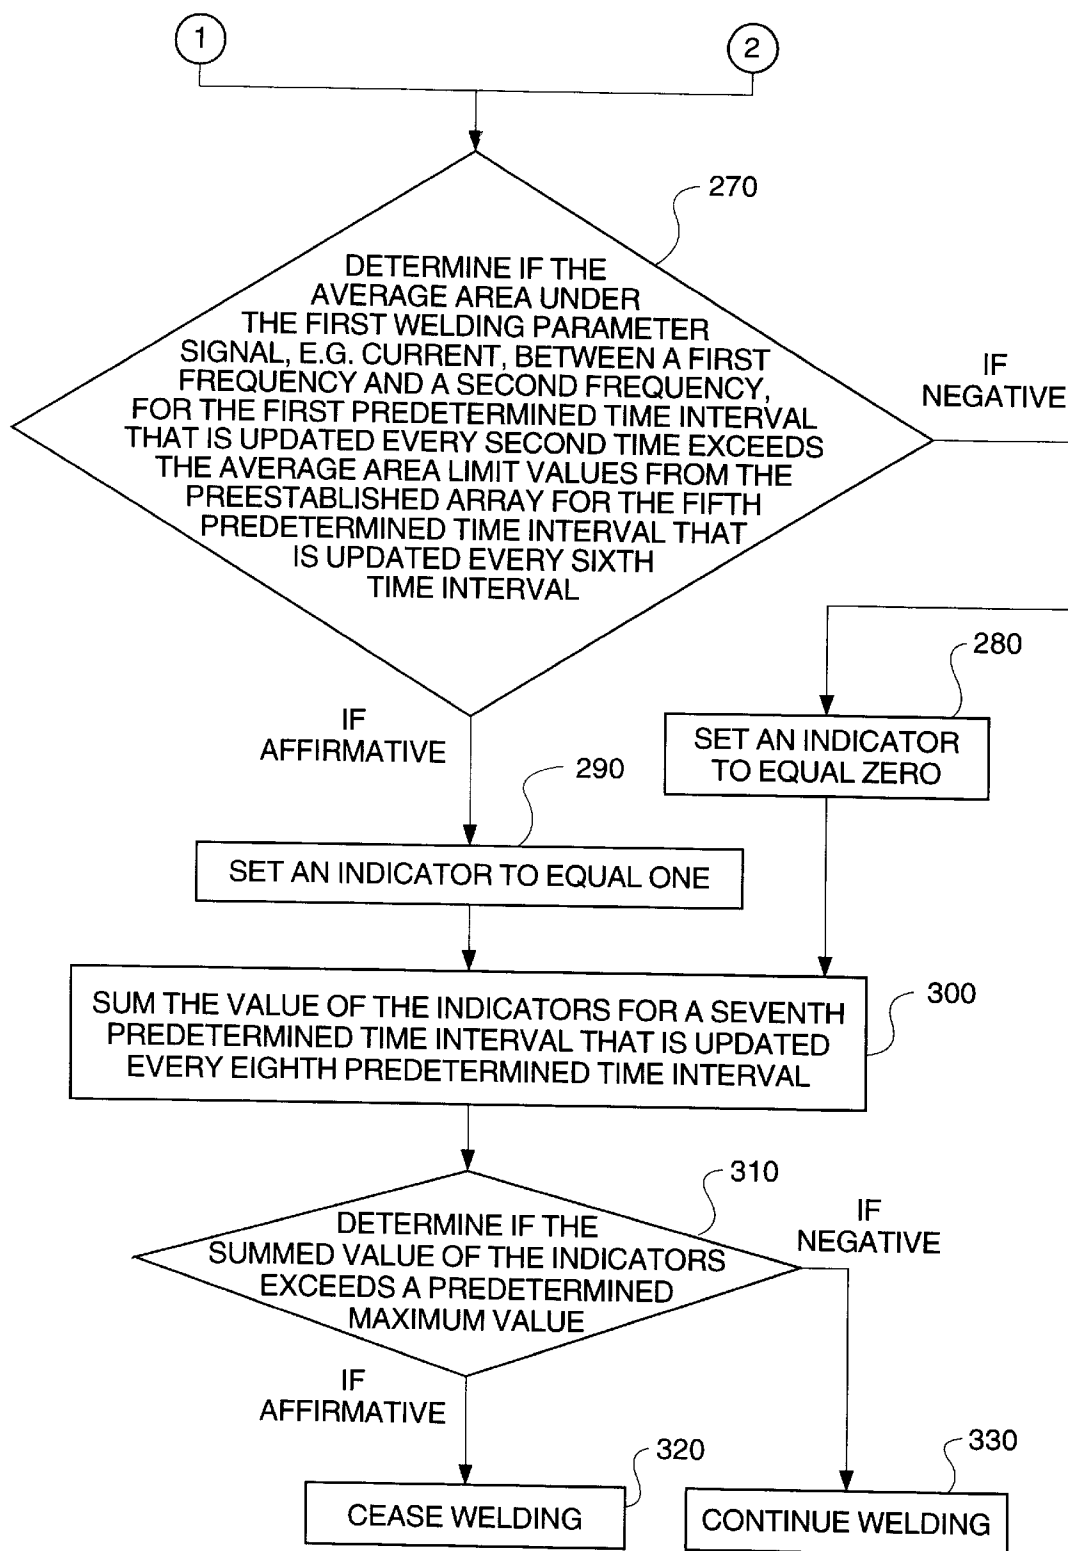 1
2
270
DETERMINE IF THE
AVERAGE AREA UNDER
THE FIRST WELDING PARAMETER
SIGNAL, E.G. CURRENT, BETWEEN A FIRST
FREQUENCY AND A SECOND FREQUENCY,
FOR THE FIRST PREDETERMINED TIME INTERVAL
THAT IS UPDATED EVERY SECOND TIME EXCEEDS
THE AVERAGE AREA LIMIT VALUES FROM THE
PREESTABLISHED ARRAY FOR THE FIFTH
PREDETERMINED TIME INTERVAL THAT
IS UPDATED EVERY SIXTH
TIME INTERVAL
IF
NEGATIVE
280
SET AN INDICATOR
TO EQUAL ZERO
IF
AFFIRMATIVE
290
SET AN INDICATOR TO EQUAL ONE
300
SUM THE VALUE OF THE INDICATORS FOR A SEVENTH
PREDETERMINED TIME INTERVAL THAT IS UPDATED
EVERY EIGHTH PREDETERMINED TIME INTERVAL
310
DETERMINE IF THE
SUMMED VALUE OF THE INDICATORS
EXCEEDS A PREDETERMINED
MAXIMUM VALUE
IF
NEGATIVE
IF
AFFIRMATIVE
320
CEASE WELDING
330
CONTINUE WELDING